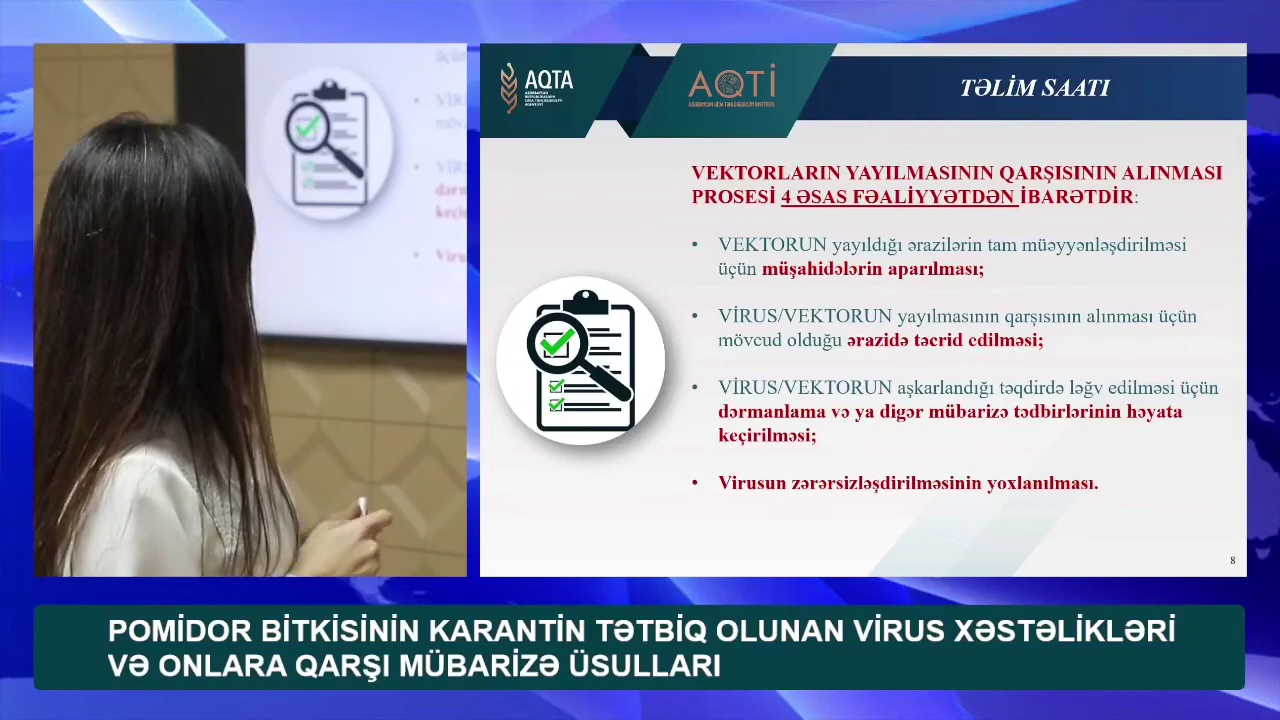 AQTA
AQTİ
TƏLİM SAATI
VEKTORLARIN YAYILMASININ QARŞISININ ALINMASI
PROSESİ 4 ƏSAS FƏALİYYƏTDƏN İBARƏTDİR:
• VEKTORUN yayıldığı ərazilərin tam müəyyənləşdirilməsi
üçün müşahidələrin aparılması;
• VİRUS/VEKTORUN yayılmasının qarşısının alınması üçün
mövcud olduğu ərazidə təcrid edilməsi;
• VİRUS/VEKTORUN aşkarlandığı təqdirdə ləğv edilməsi üçün
dərmanlama və ya digər mübarizə tədbirlərinin həyata
keçirilməsi;
• Virusun zərərsizləşdirilməsinin yoxlanılması.
8
POMİDOR BİTKİSİNİN KARANTİN TƏTBİQ OLUNAN VİRUS XƏSTƏLİKLƏRİ
VƏ ONLARA QARŞI MÜBARİZƏ ÜSULLARI